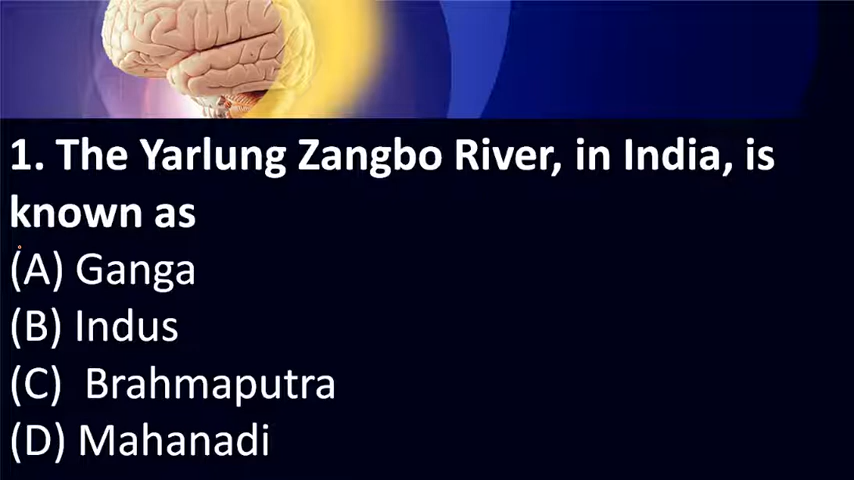 1. The Yarlung Zangbo River, in India, is
known as
(A) Ganga
(B) Indus
(C) Brahmaputra
(D) Mahanadi